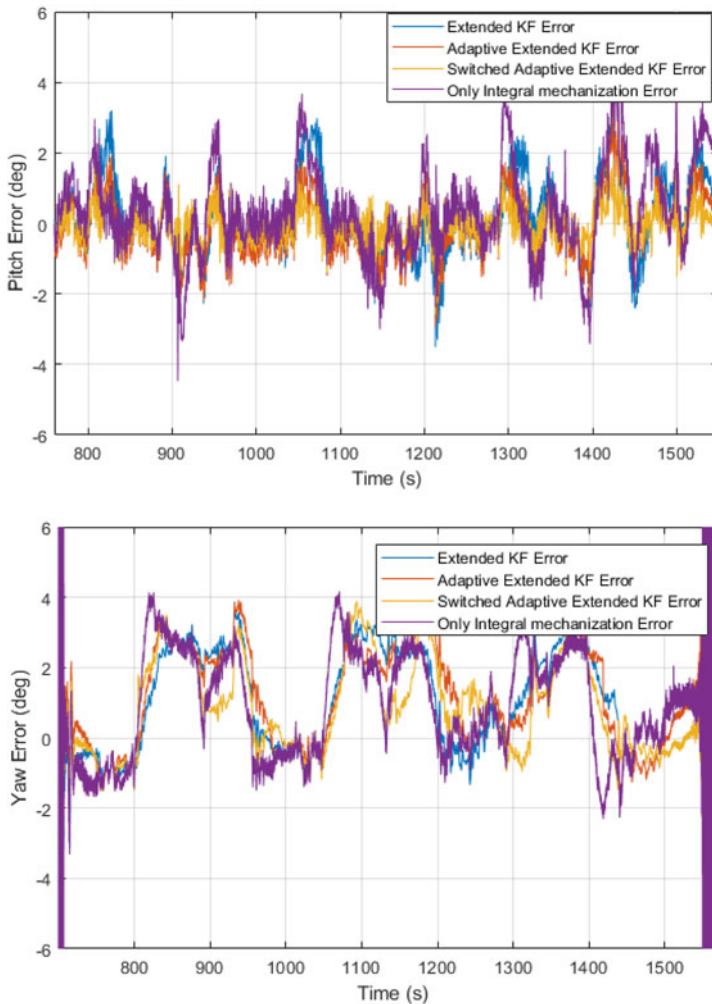 Extended KF Error
Adaptive Extended KF Error
Switched Adaptive Extended KF Error
Only Integral mechanization Error
6
4
2
0
-2
-4
-6
Pitch Error (deg)
800 900 1000 1100 1200 1300 1400 1500
Time (s)
Extended KF Error
Adaptive Extended KF Error
Switched Adaptive Extended KF Error
Only Integral mechanization Error
6
4
2
0
-2
-4
-6
Yaw Error (deg)
800 900 1000 1100 1200 1300 1400 1500
Time (s)